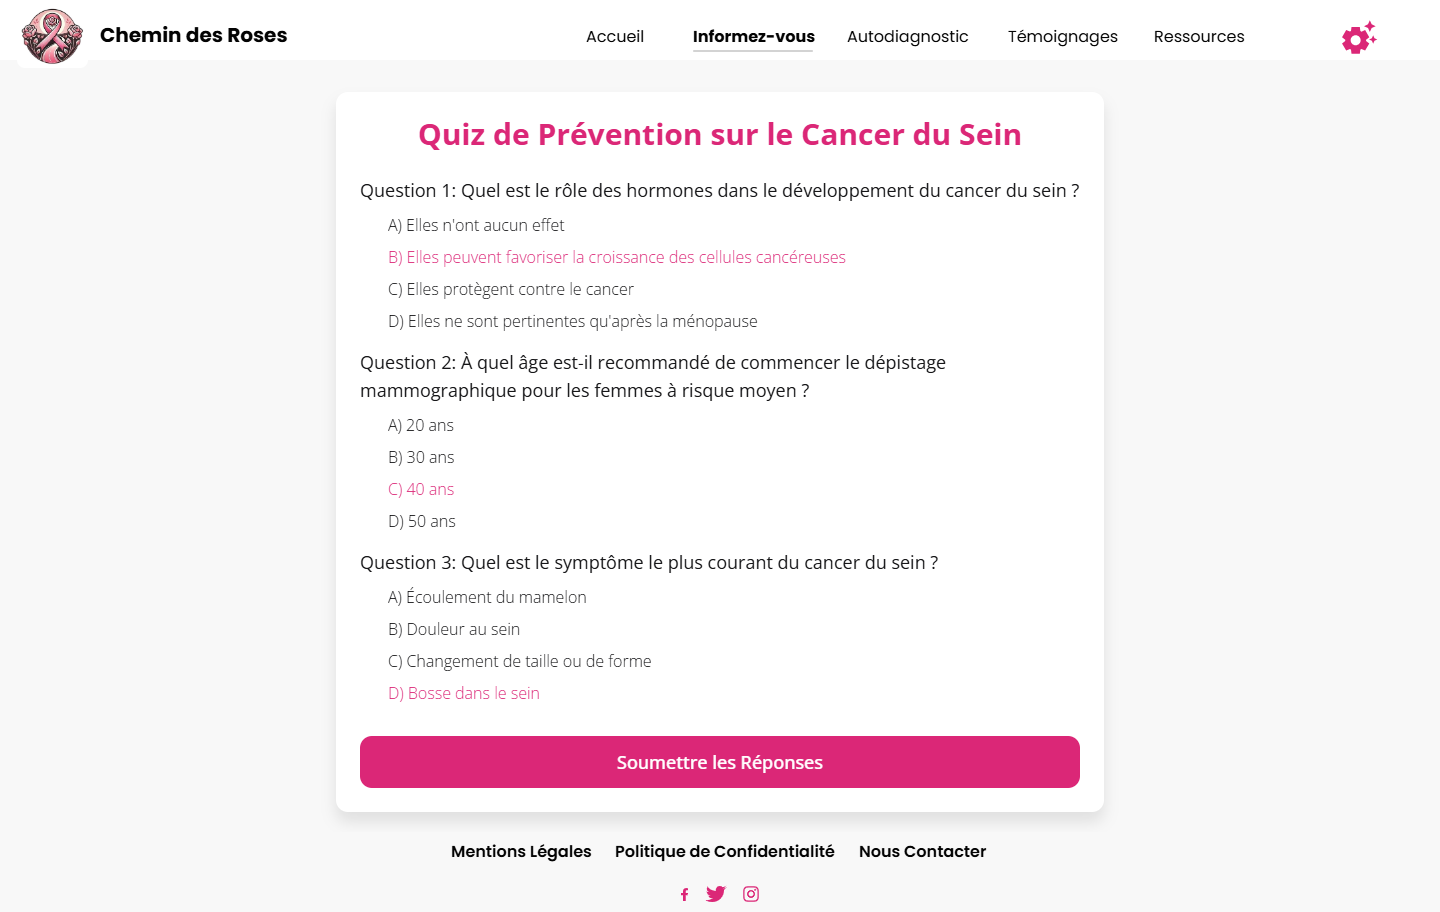 Chemin des Roses
Accueil
Informez-vous
Autodiagnostic
Témoignages
Ressources
Quiz de Prévention sur le Cancer du Sein
Question 1: Quel est le rôle des hormones dans le développement du cancer du sein ?
A) Elles n'ont aucun effet
B) Elles peuvent favoriser la croissance des cellules cancéreuses
C) Elles protègent contre le cancer
D) Elles ne sont pertinentes qu'après la ménopause
Question 2: À quel âge est-il recommandé de commencer le dépistage
mammographique pour les femmes à risque moyen ?
A) 20 ans
B) 30 ans
C) 40 ans
D) 50 ans
Question 3: Quel est le symptôme le plus courant du cancer du sein ?
A) Écoulement du mamelon
B) Douleur au sein
C) Changement de taille ou de forme
D) Bosse dans le sein
Soumettre les Réponses
Mentions Légales
Politique de Confidentialité
Nous Contacter